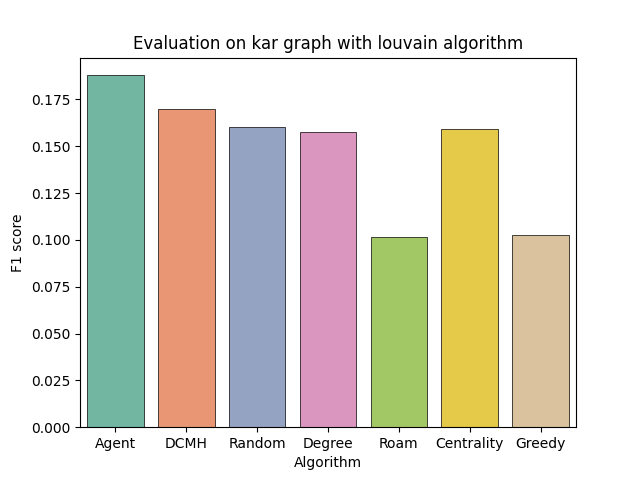 Evaluation on kar graph with louvain algorithm
F1 score
0.175
0.150
0.125
0.100
0.075
0.050
0.025
0.000
Agent DCMH Random Degree Roam Centrality Greedy
Algorithm